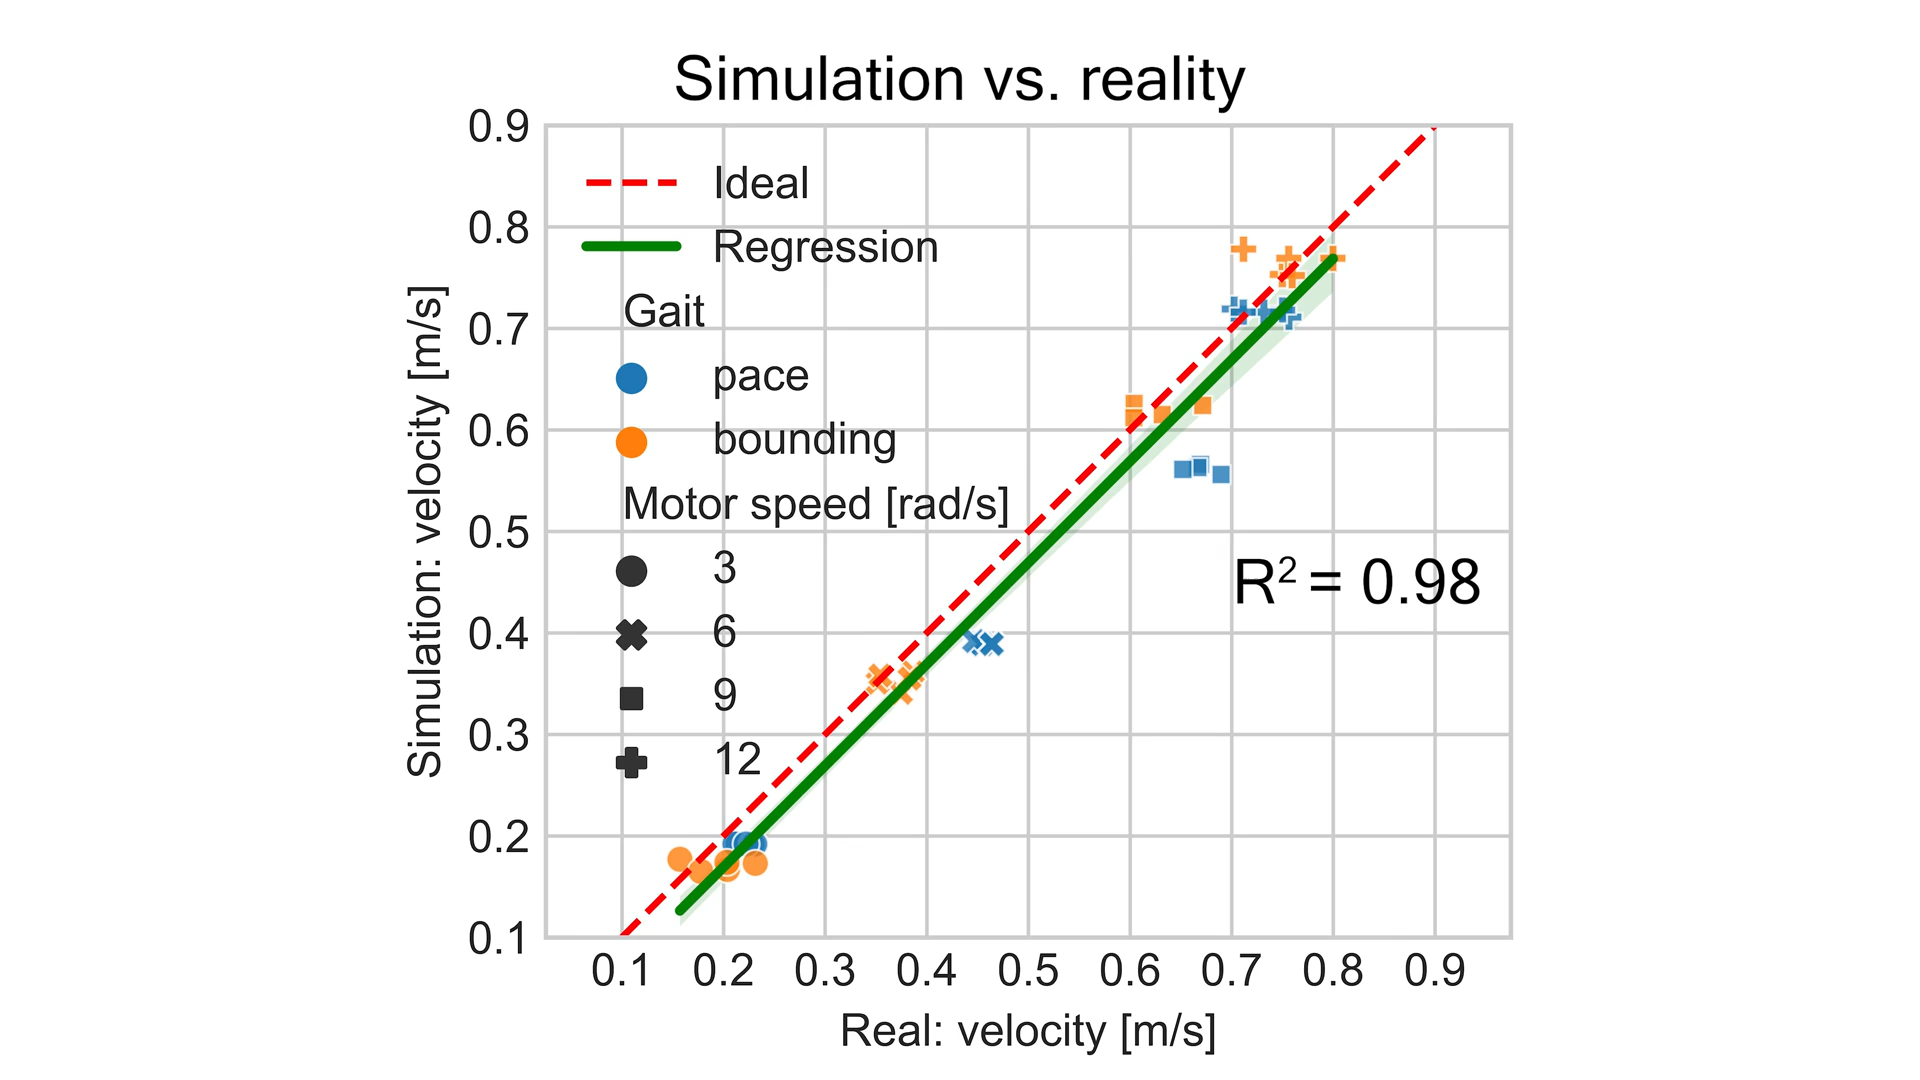 Simulation vs. reality
0.9
0.8
0.7
0.6
0.5
0.4
0.3
0.2
0.1
Simulation: velocity [m/s]
Ideal
Regression
Gait
pace
bounding
Motor speed [rad/s]
3
6
9
12
R² = 0.98
0.1 0.2 0.3 0.4 0.5 0.6 0.7 0.8 0.9
Real: velocity [m/s]